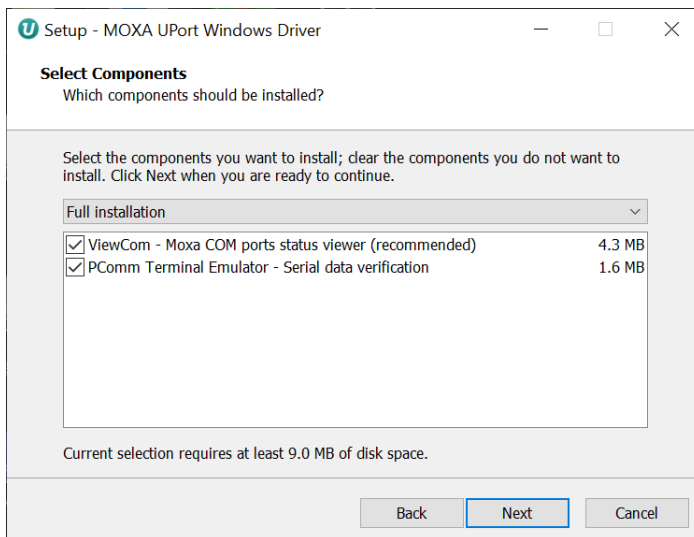 Setup - MOXA UPort Windows Driver
Select Components
Which components should be installed?
Select the components you want to install; clear the components you do not want to
install. Click Next when you are ready to continue.
Full installation
ViewCom - Moxa COM ports status viewer (recommended) 4.3 MB
PComm Terminal Emulator - Serial data verification 1.6 MB
Current selection requires at least 9.0 MB of disk space.
Back Next Cancel